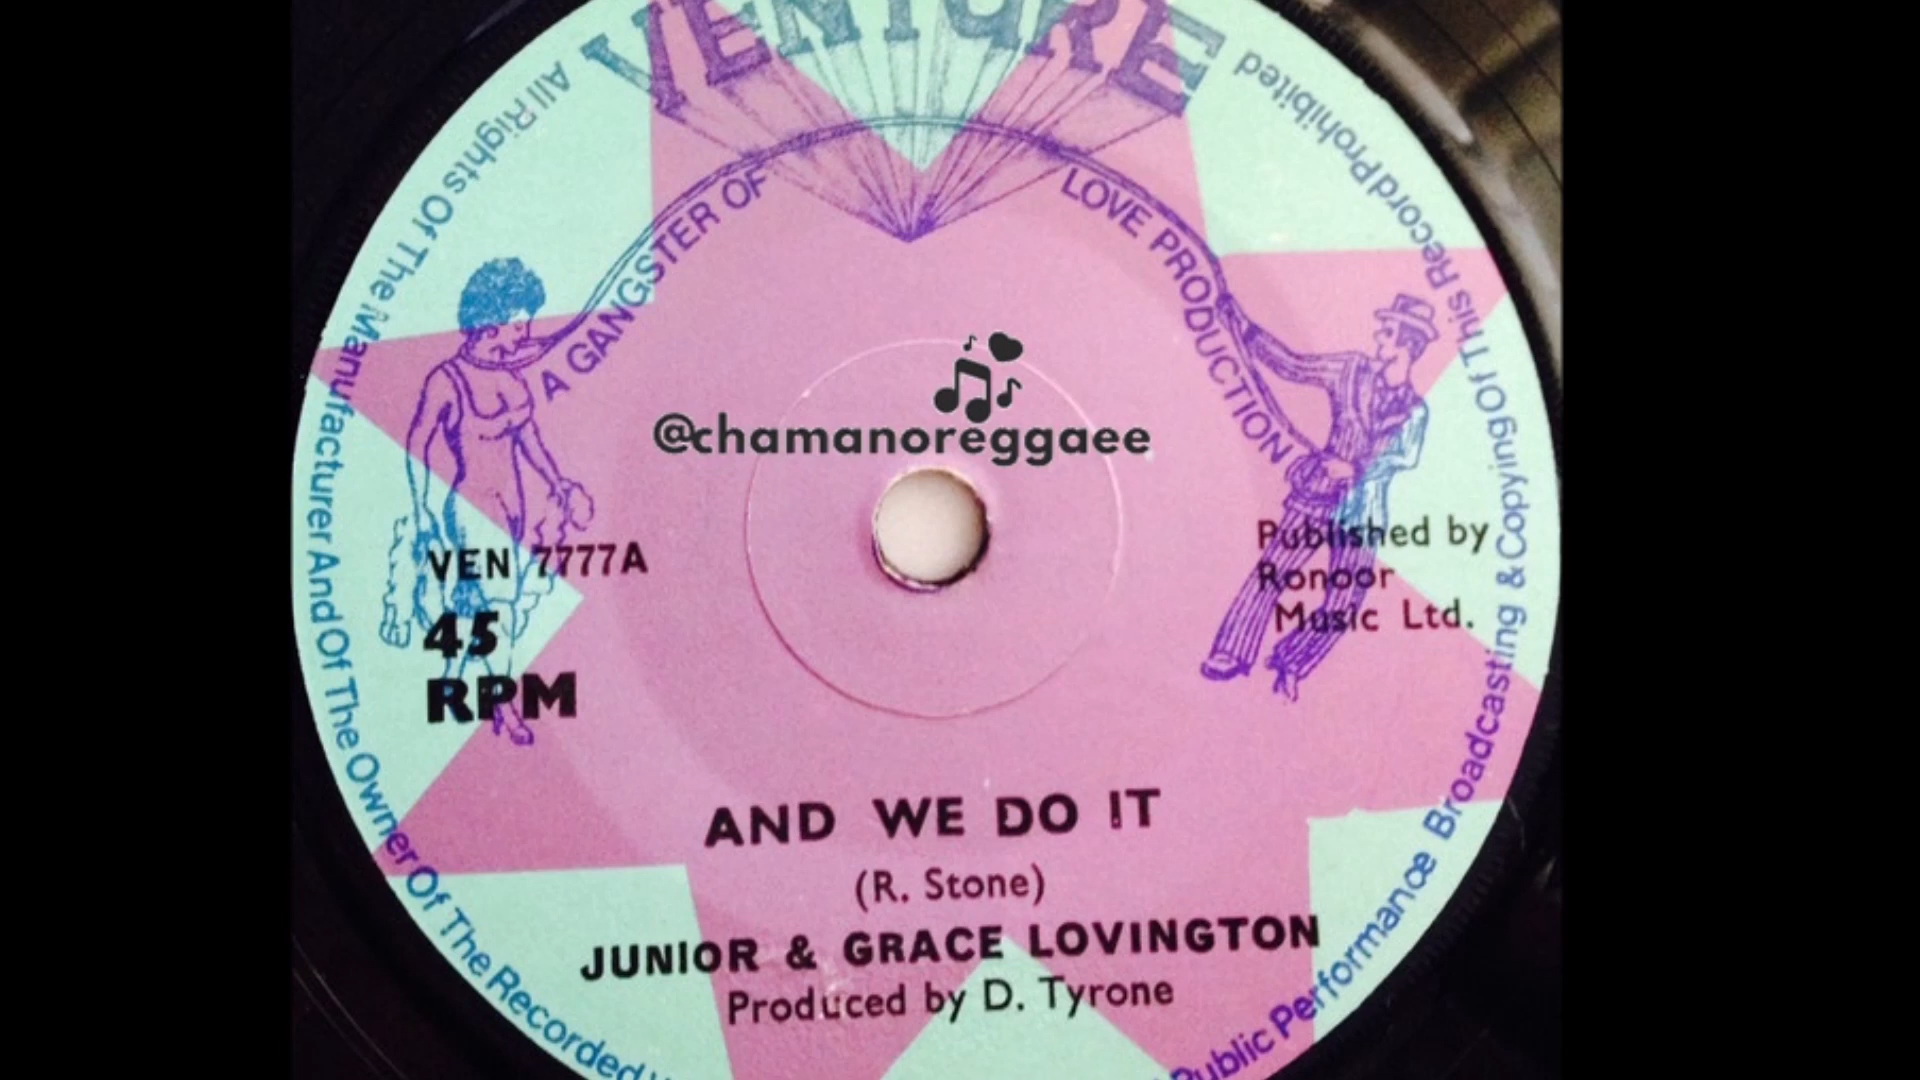 VENTURE
A GANGSTER OF LOVE PRODUCTION
@chamanoreggaee
VEN 7777A
45
RPM
Published by
Ronoor
Music Ltd.
AND WE DO IT
(R. Stone)
JUNIOR & GRACE LOVINGTON
Produced by D. Tyrone
All Rights Of The Manufacturer And Of The Owner Of The Recorded
Public Performance Broadcasting & Copying Of This Record Prohibited